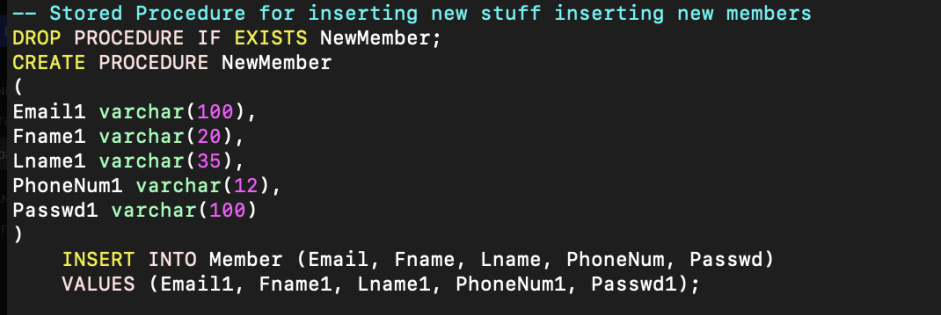 -- Stored Procedure for inserting new stuff inserting new members
DROP PROCEDURE IF EXISTS NewMember;
CREATE PROCEDURE NewMember
(
Email1 varchar(100),
Fname1 varchar(20),
Lname1 varchar(35),
PhoneNum1 varchar(12),
Passwd1 varchar(100)
)
INSERT INTO Member (Email, Fname, Lname, PhoneNum, Passwd)
VALUES (Email1, Fname1, Lname1, PhoneNum1, Passwd1);